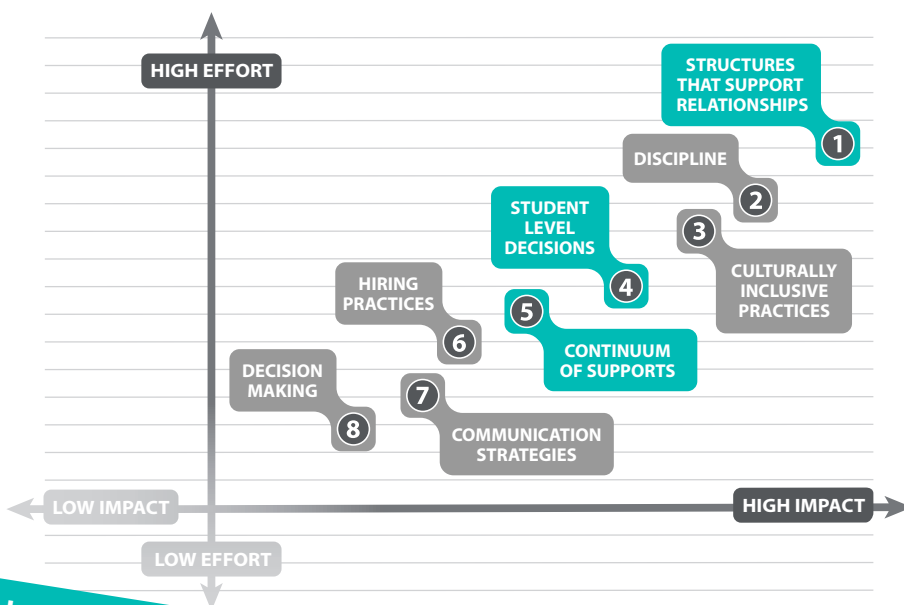 HIGH EFFORT
STRUCTURES
THAT SUPPORT
RELATIONSHIPS
1
DISCIPLINE
2
STUDENT
LEVEL
DECISIONS
4
3
CULTURALLY
INCLUSIVE
PRACTICES
HIRING
PRACTICES
6
5
CONTINUUM
OF SUPPORTS
DECISION
MAKING
8
7
COMMUNICATION
STRATEGIES
LOW IMPACT
HIGH IMPACT
LOW EFFORT